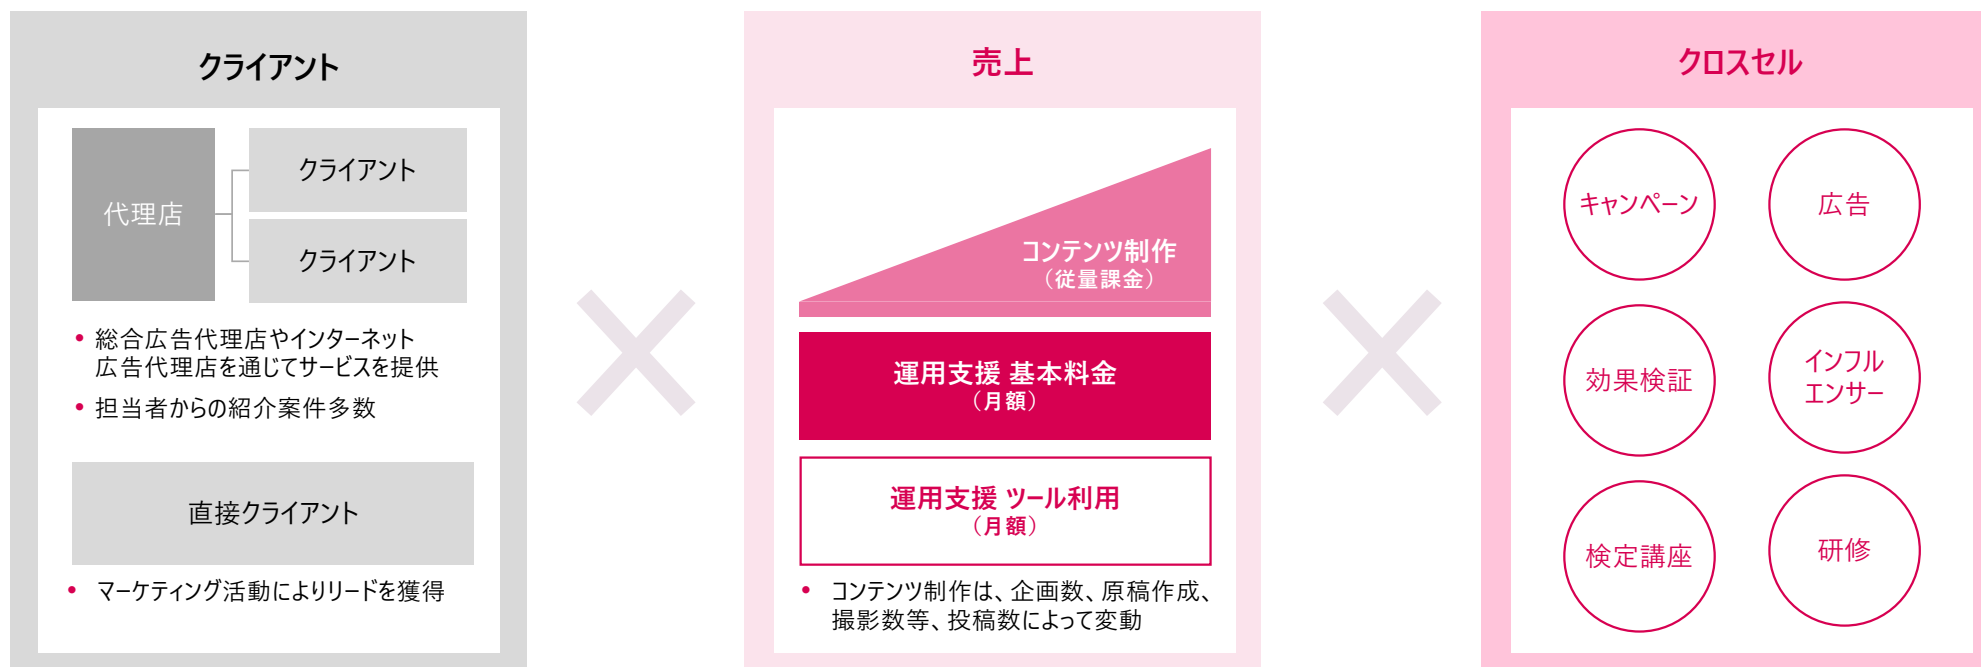 クライアント
代理店
クライアント
クライアント
• 総合広告代理店やインターネット
広告代理店を通じてサービスを提供
• 担当者からの紹介案件多数
直接クライアント
• マーケティング活動によりリードを獲得
×
売上
コンテンツ制作
（従量課金）
運用支援 基本料金
（月額）
運用支援 ツール利用
（月額）
• コンテンツ制作は、企画数、原稿作成、
撮影数等、投稿数によって変動
×
クロスセル
キャンペーン
広告
効果検証
インフル
エンサー
検定講座
研修